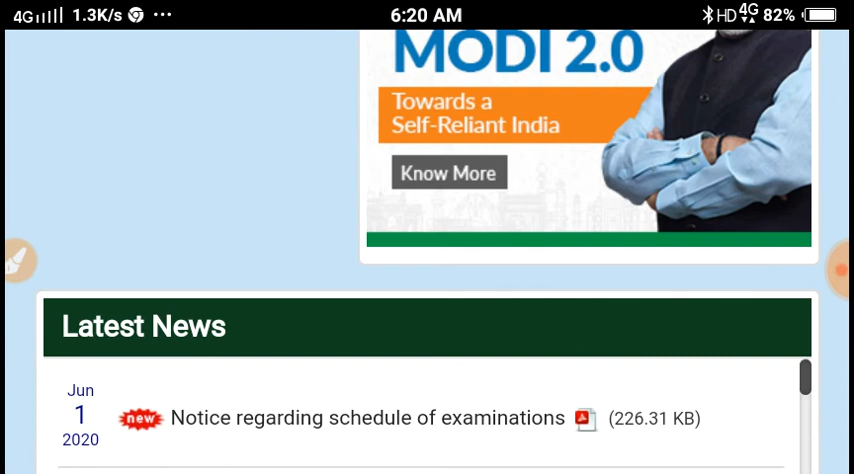 4G 1.3K/s ••• 6:20 AM HD 4G 82%
MODI 2.0
Towards a
Self-Reliant India
Know More
Latest News
Jun
1
2020
new Notice regarding schedule of examinations (226.31 KB)